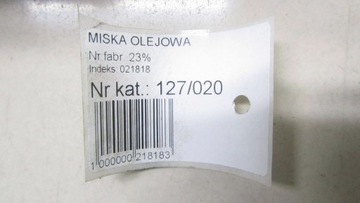 MISKA OLEJOWA
Nr fabr. 23%
Indeks: 021818
Nr kat.: 127/020
1 000000 218183